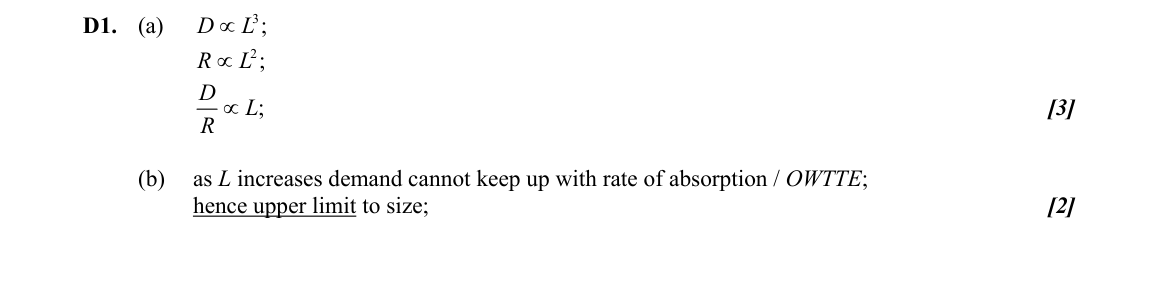 D1. (a) D ∝ L³;
R ∝ L²;
D/R ∝ L; [3]
(b) as L increases demand cannot keep up with rate of absorption / OWTTE;
hence upper limit to size; [2]